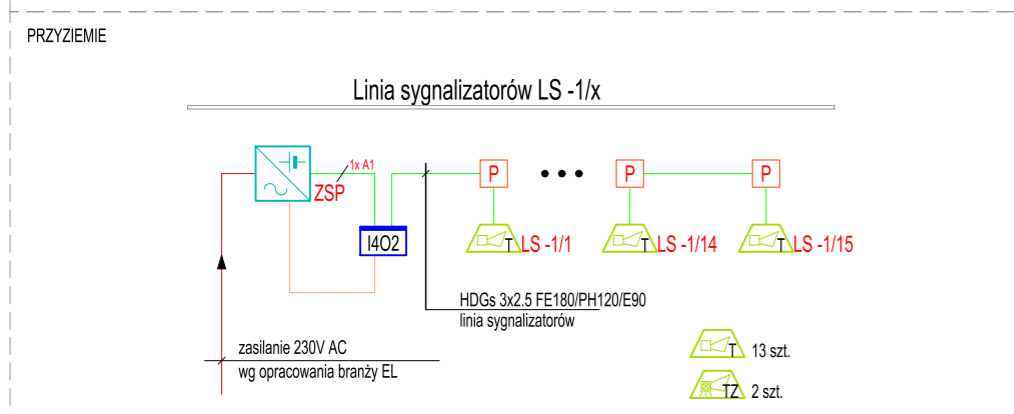 PRZYZIEMIE
Linia sygnalizatorów LS -1/x
1x A1
ZSP
I4O2
P
P
P
T LS -1/1
T LS -1/14
T LS -1/15
HDGs 3x2.5 FE180/PH120/E90
linia sygnalizatorów
zasilanie 230V AC
wg opracowania branży EL
T 13 szt.
TZ 2 szt.